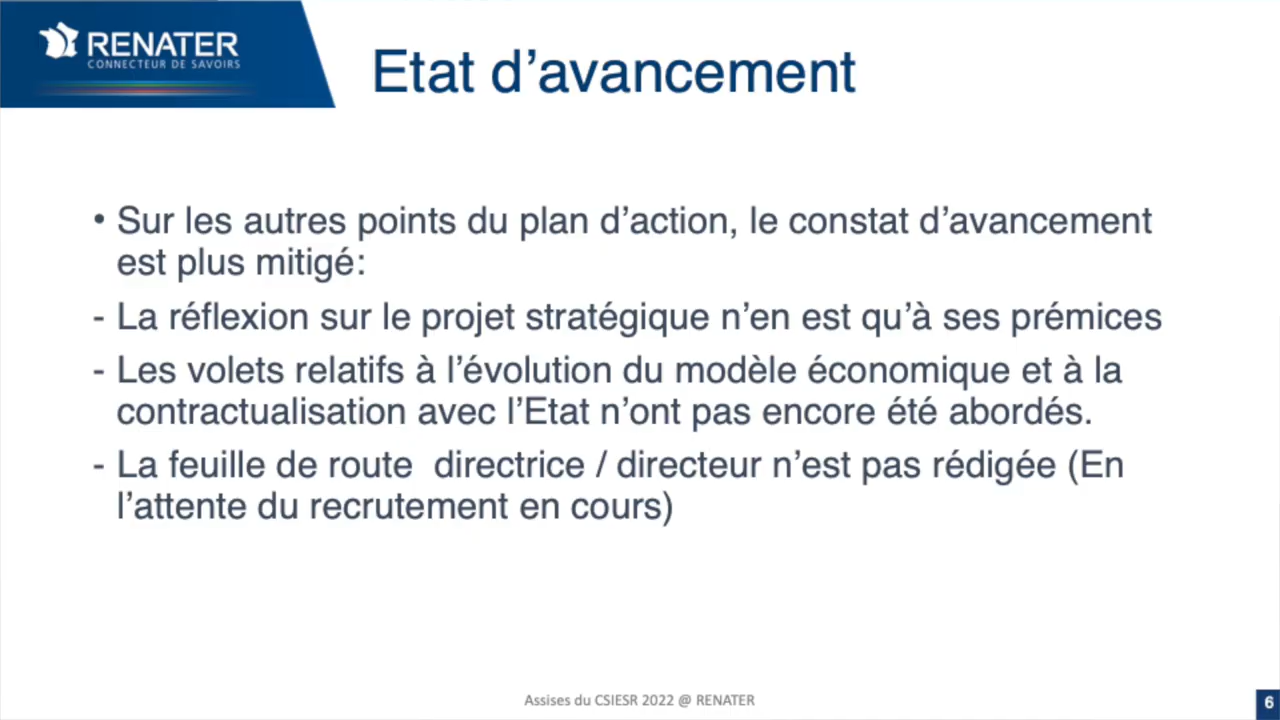 RENATER
CONNECTEUR DE SAVOIRS
Etat d’avancement
• Sur les autres points du plan d’action, le constat d’avancement
est plus mitigé:
- La réflexion sur le projet stratégique n’en est qu’à ses prémices
- Les volets relatifs à l’évolution du modèle économique et à la
contractualisation avec l’Etat n’ont pas encore été abordés.
- La feuille de route  directrice / directeur n’est pas rédigée (En
l’attente du recrutement en cours)
Assises du CSIESR 2022 @ RENATER
6